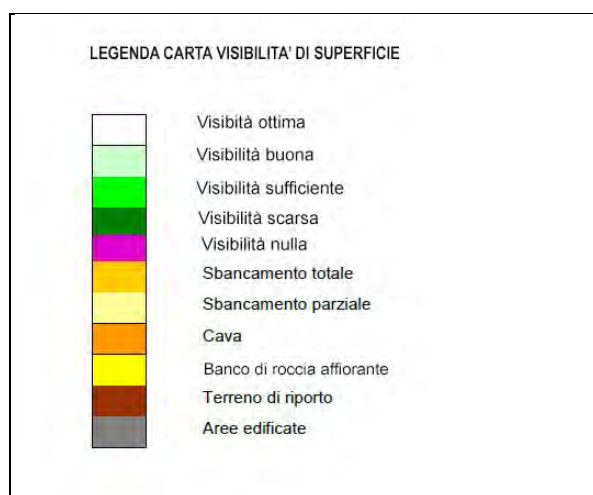 LEGENDA CARTA VISIBILITA' DI SUPERFICIE
Visibità ottima
Visibilità buona
Visibilità sufficiente
Visibilità scarsa
Visibilità nulla
Sbancamento totale
Sbancamento parziale
Cava
Banco di roccia affiorante
Terreno di riporto
Aree edificate